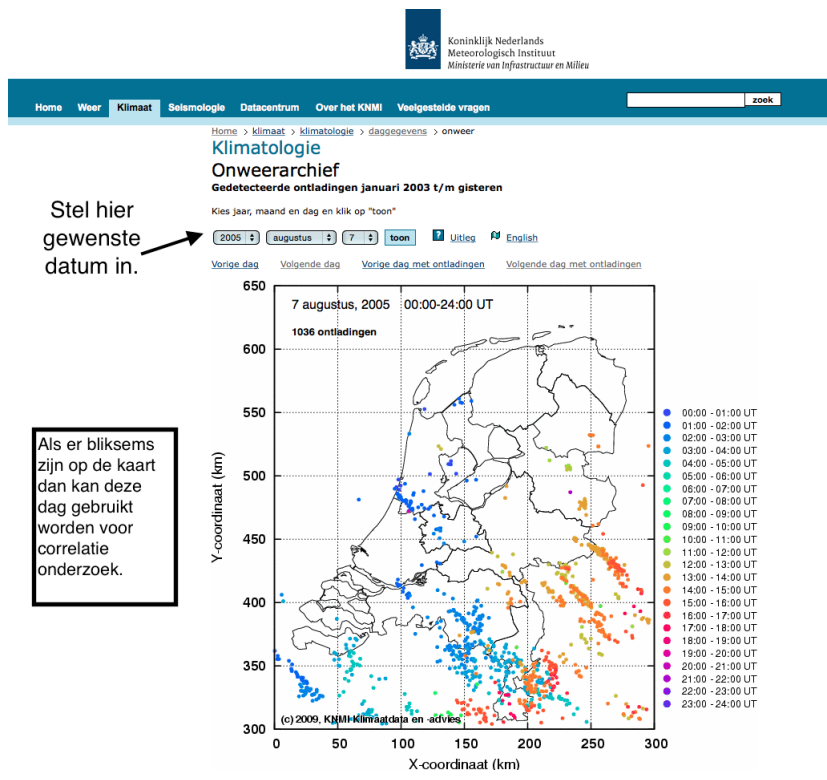 Koninklijk Nederlands
Meteorologisch Instituut
Ministerie van Infrastructuur en Milieu
Home Weer Klimaat Seismologie Datacentrum Over het KNMI Veelgestelde vragen zoek
Home > klimaat > klimatologie > daggegevens > onweer
Klimatologie
Onweerarchief
Gedetecteerde ontladingen januari 2003 t/m gisteren
Kies jaar, maand en dag en klik op "toon"
Stel hier
gewenste
datum in.
2005 augustus 7 toon ? Uitleg English
Vorige dag Volgende dag Vorige dag met ontladingen Volgende dag met ontladingen
7 augustus, 2005 00:00-24:00 UT
1036 ontladingen
650
600
550
500
450
400
350
300
Y-coordinaat (km)
0 50 100 150 200 250 300
X-coordinaat (km)
(c) 2009, KNMI Klimaatdata en -advies
00:00 - 01:00 UT
01:00 - 02:00 UT
02:00 - 03:00 UT
03:00 - 04:00 UT
04:00 - 05:00 UT
05:00 - 06:00 UT
06:00 - 07:00 UT
07:00 - 08:00 UT
08:00 - 09:00 UT
09:00 - 10:00 UT
10:00 - 11:00 UT
11:00 - 12:00 UT
12:00 - 13:00 UT
13:00 - 14:00 UT
14:00 - 15:00 UT
15:00 - 16:00 UT
16:00 - 17:00 UT
17:00 - 18:00 UT
18:00 - 19:00 UT
19:00 - 20:00 UT
20:00 - 21:00 UT
21:00 - 22:00 UT
22:00 - 23:00 UT
23:00 - 24:00 UT
Als er bliksems
zijn op de kaart
dan kan deze
dag gebruikt
worden voor
correlatie
onderzoek.